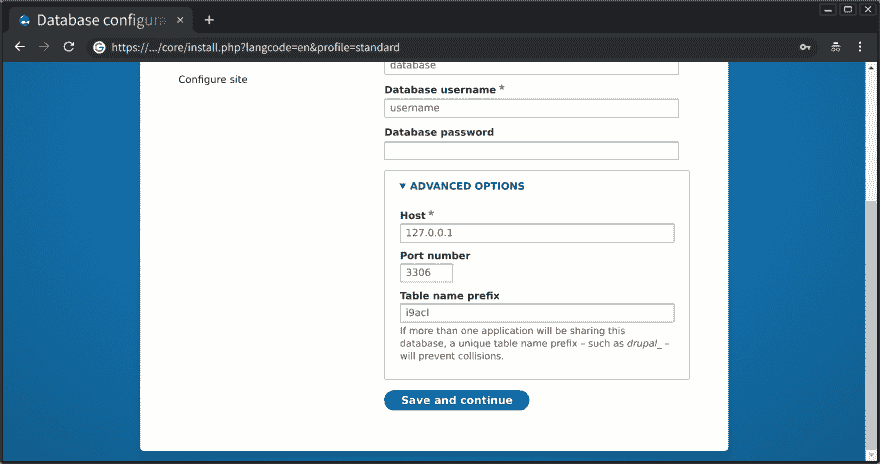 Database configura
https://.../core/install.php?langcode=en&profile=standard
database
Configure site
Database username *
username
Database password
▼ ADVANCED OPTIONS
Host *
127.0.0.1
Port number
3306
Table name prefix
i9acl
If more than one application will be sharing this
database, a unique table name prefix – such as drupal_ –
will prevent collisions.
Save and continue